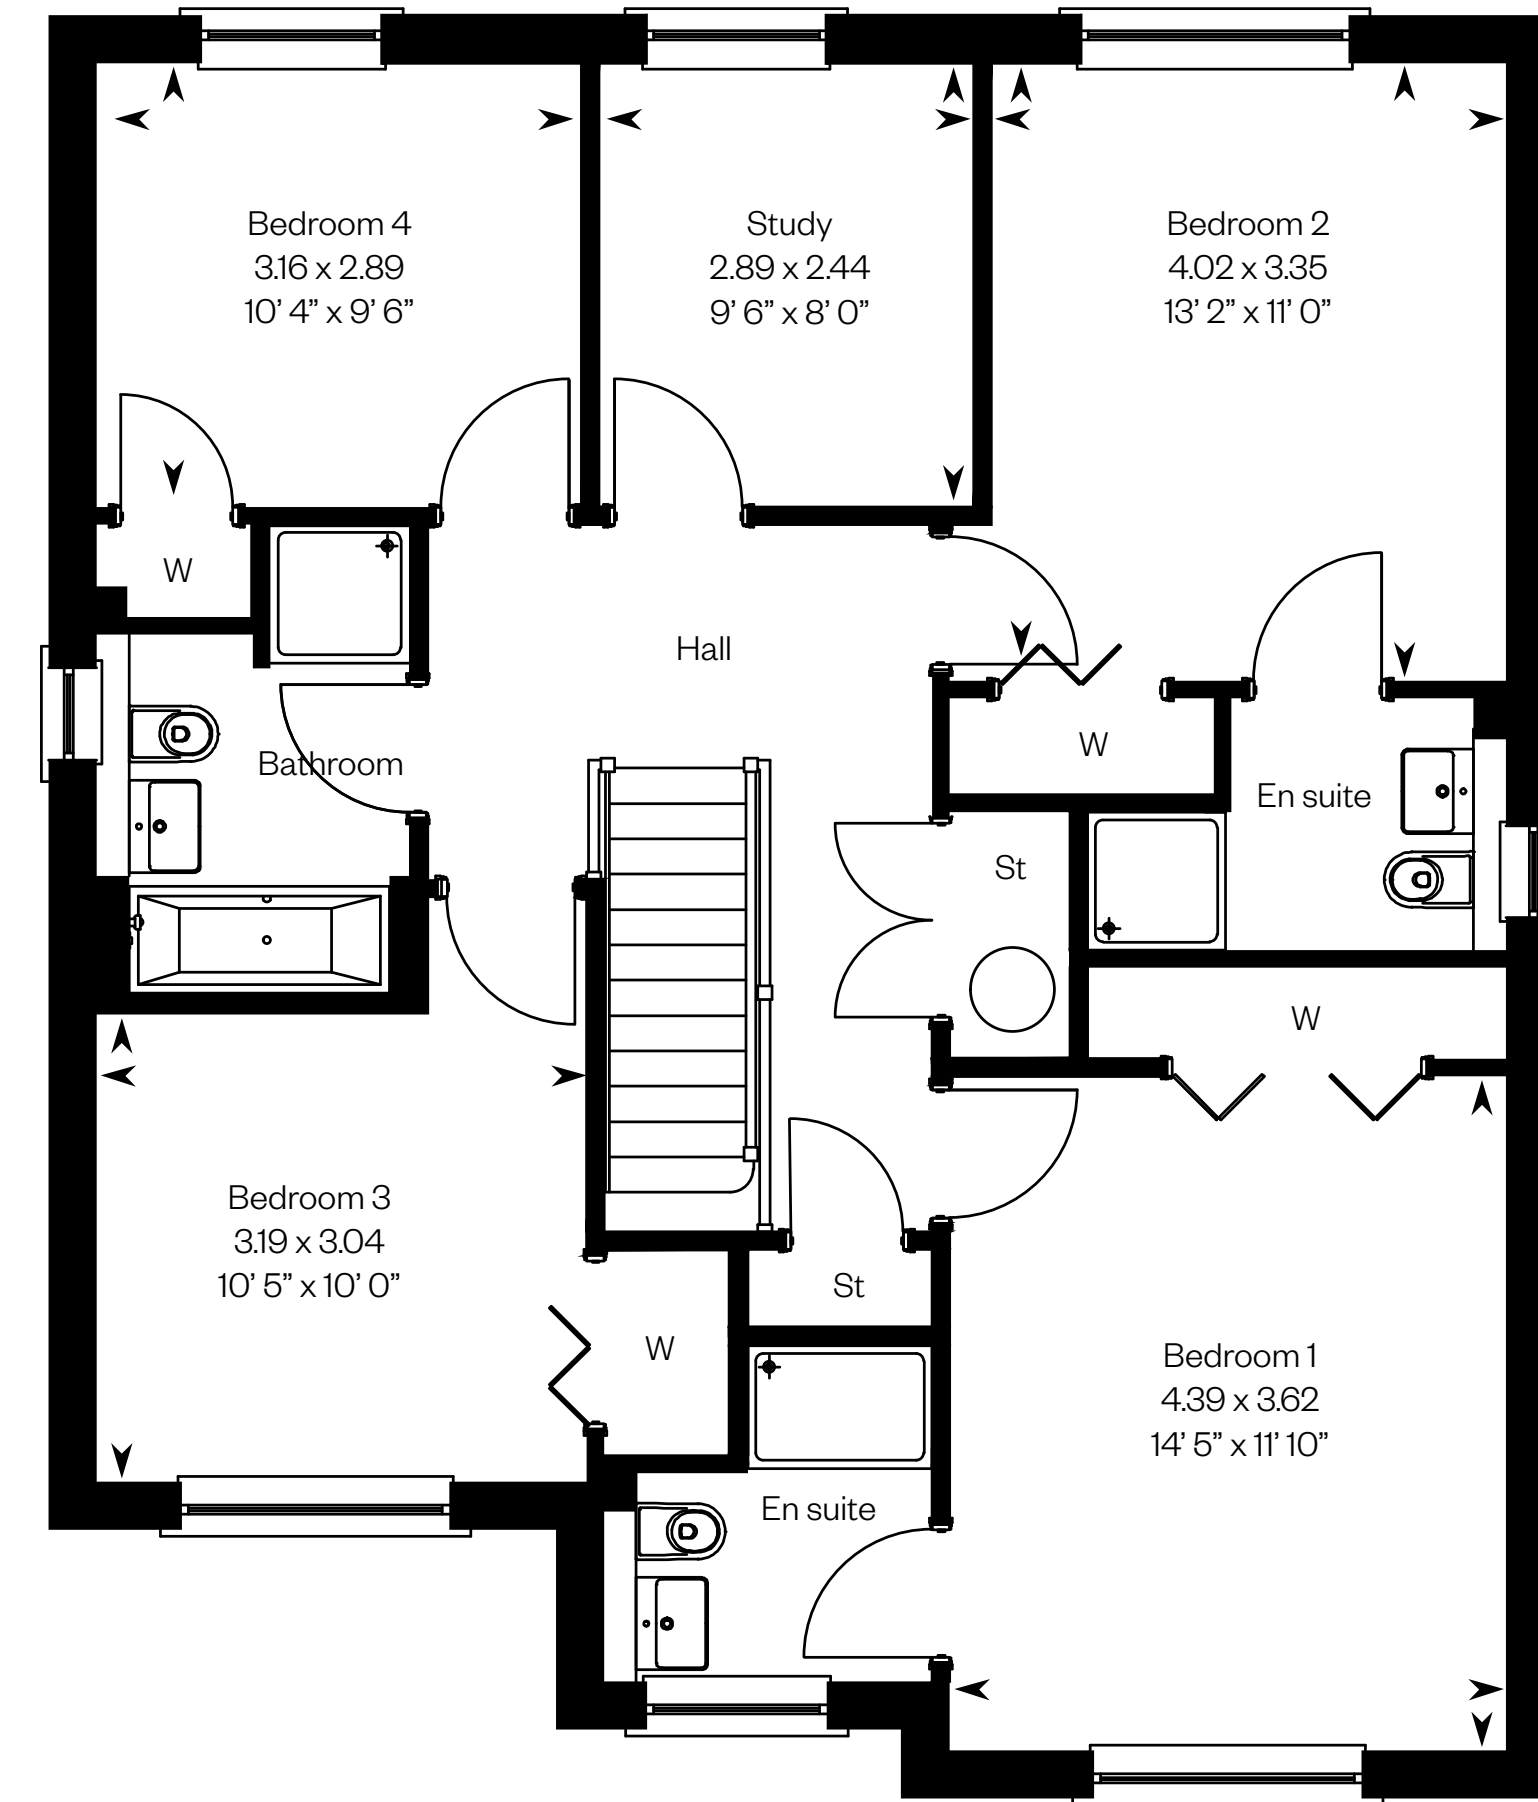 Bedroom 4
3.16 x 2.89
10’ 4” x 9’ 6”
Study
2.89 x 2.44
9’ 6” x 8’ 0”
Bedroom 2
4.02 x 3.35
13’ 2” x 11’ 0”
W
Hall
Bathroom
W
En suite
St
W
Bedroom 3
3.19 x 3.04
10’ 5” x 10’ 0”
St
W
Bedroom 1
4.39 x 3.62
14’ 5” x 11’ 10”
En suite